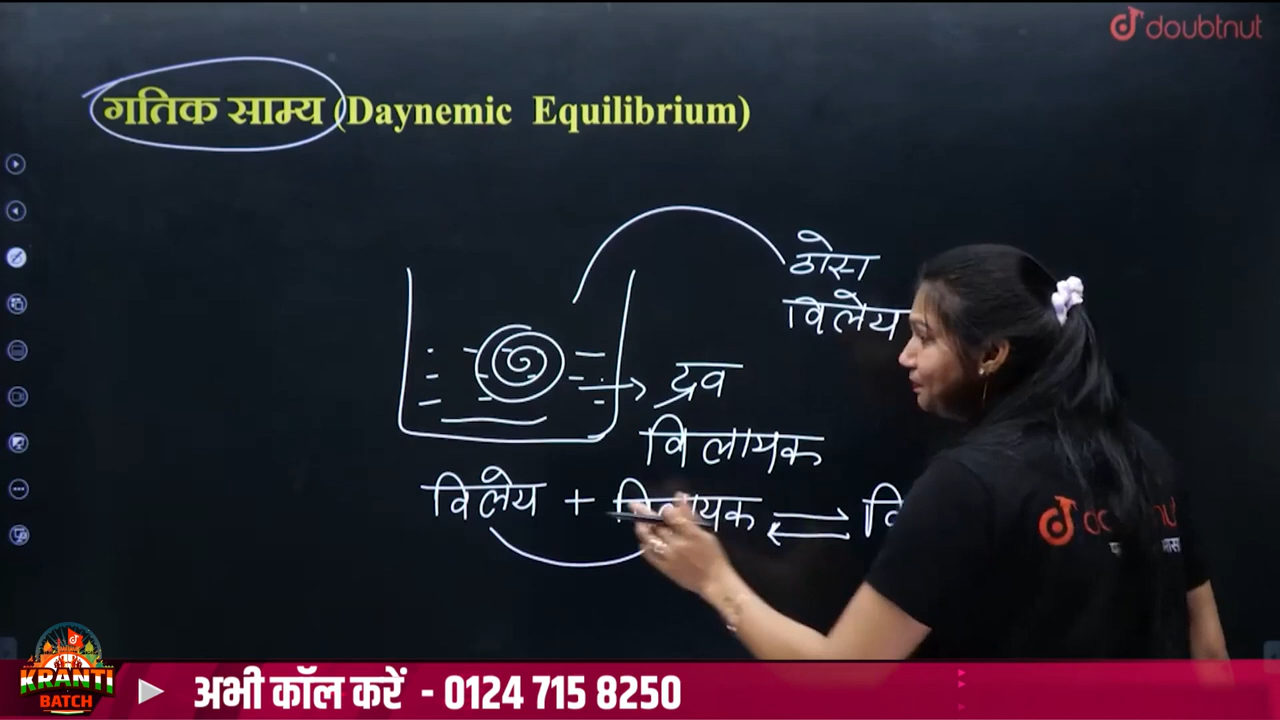 doubtnut
गतिक साम्य (Daynemic Equilibrium)
ठोस
विलेय
द्रव
विलायक
विलेय + विलायक ⇌ वि
KRANTI
BATCH
अभी कॉल करें - 0124 715 8250